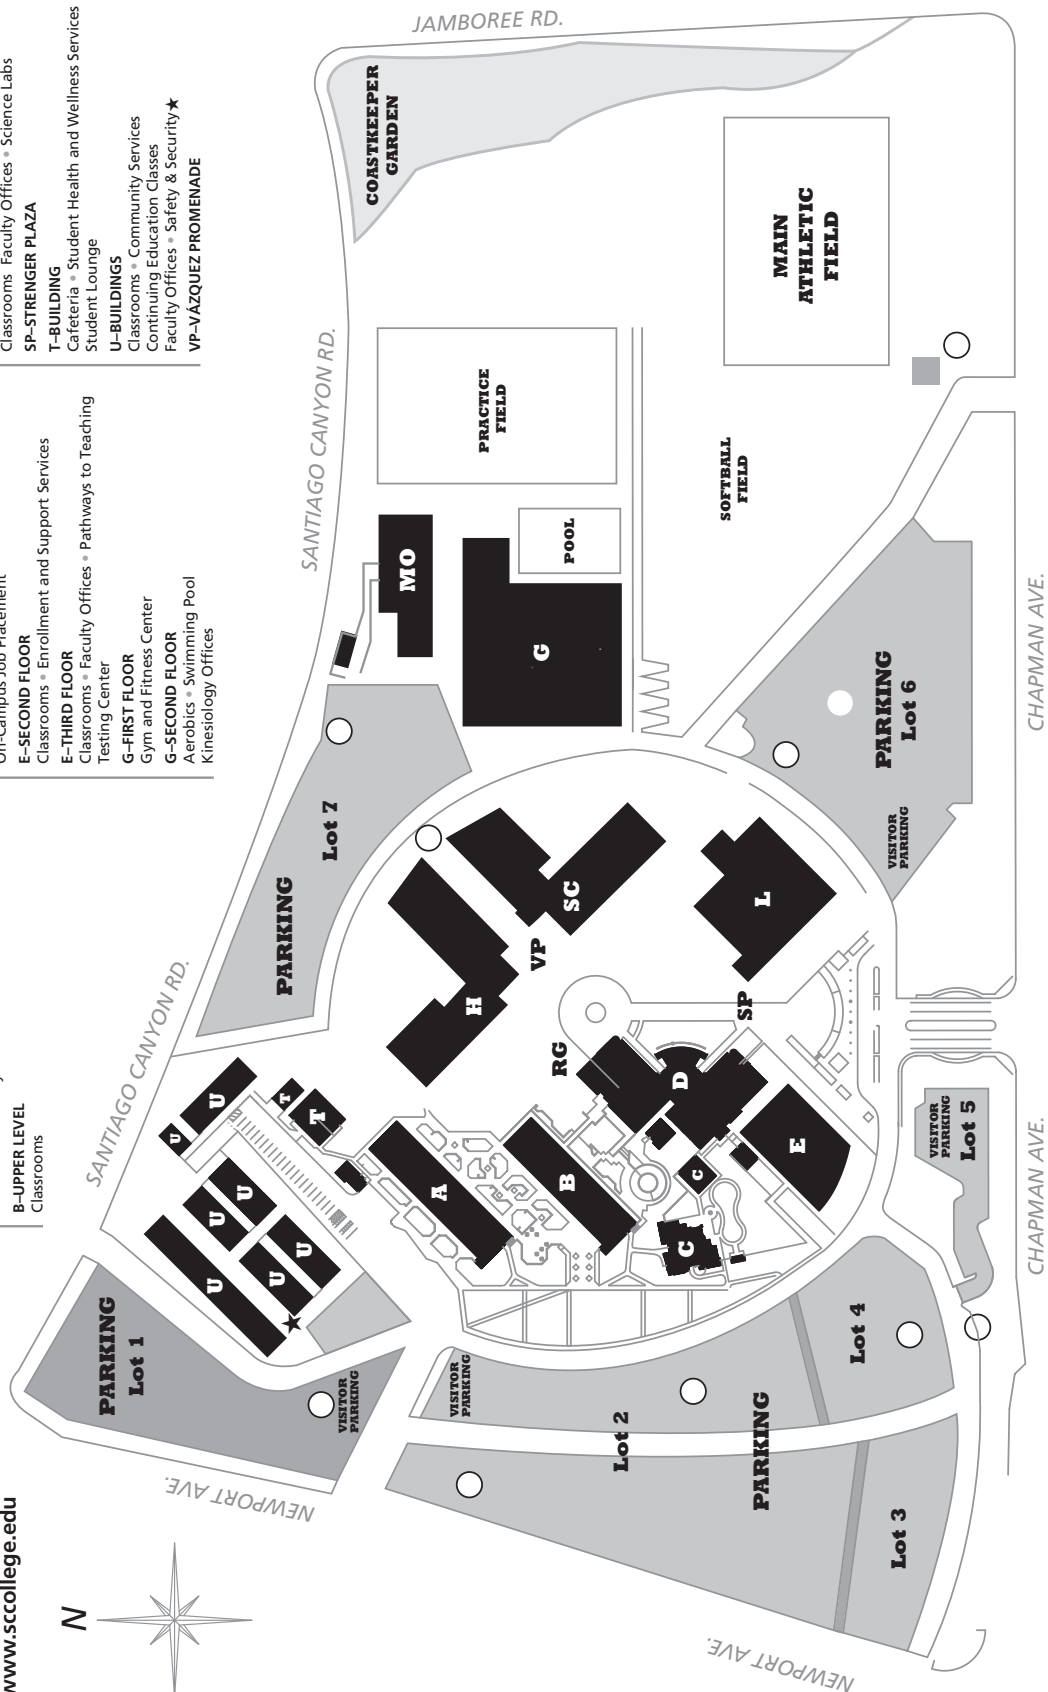 www.sccollege.edu
N
B–UPPER LEVEL
Classrooms
E–SECOND FLOOR
Classrooms • Enrollment and Support Services
E–THIRD FLOOR
Classrooms • Faculty Offices • Pathways to Teaching
Testing Center
G–FIRST FLOOR
Gym and Fitness Center
G–SECOND FLOOR
Aerobics • Swimming Pool
Kinesiology Offices
Classrooms Faculty Offices • Science Labs
SP–STRENGER PLAZA
T–BUILDING
Cafeteria • Student Health and Wellness Services
Student Lounge
U–BUILDINGS
Classrooms • Community Services
Continuing Education Classes
Faculty Offices • Safety & Security★
VP–VÁZQUEZ PROMENADE
NEWPORT AVE.
PARKING
Lot 1
VISITOR
PARKING
SANTIAGO CANYON RD.
U
U
U
U
U
U
U
T
T
PARKING
Lot 7
SANTIAGO CANYON RD.
MO
COASTKEEPER
GARDEN
JAMBOREE RD.
PRACTICE
FIELD
POOL
G
SOFTBALL
FIELD
MAIN
ATHLETIC
FIELD
A
B
C
C
D
E
H
SC
VP
RG
SP
L
VISITOR
PARKING
Lot 2
PARKING
Lot 3
Lot 4
VISITOR
PARKING
Lot 5
VISITOR
PARKING
PARKING
Lot 6
NEWPORT AVE.
CHAPMAN AVE.
CHAPMAN AVE.